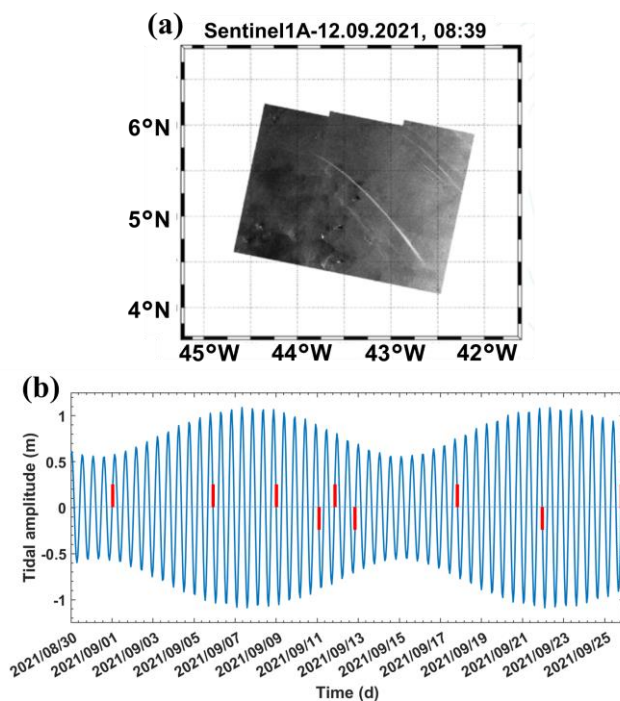 (a) Sentinel1A-12.09.2021, 08:39
6°N
5°N
4°N
45°W 44°W 43°W 42°W
(b)
1
0.5
0
-0.5
-1
Tidal amplitude (m)
2021/08/30 2021/09/01 2021/09/03 2021/09/05 2021/09/07 2021/09/09 2021/09/11 2021/09/13 2021/09/15 2021/09/17 2021/09/19 2021/09/21 2021/09/23 2021/09/25
Time (d)